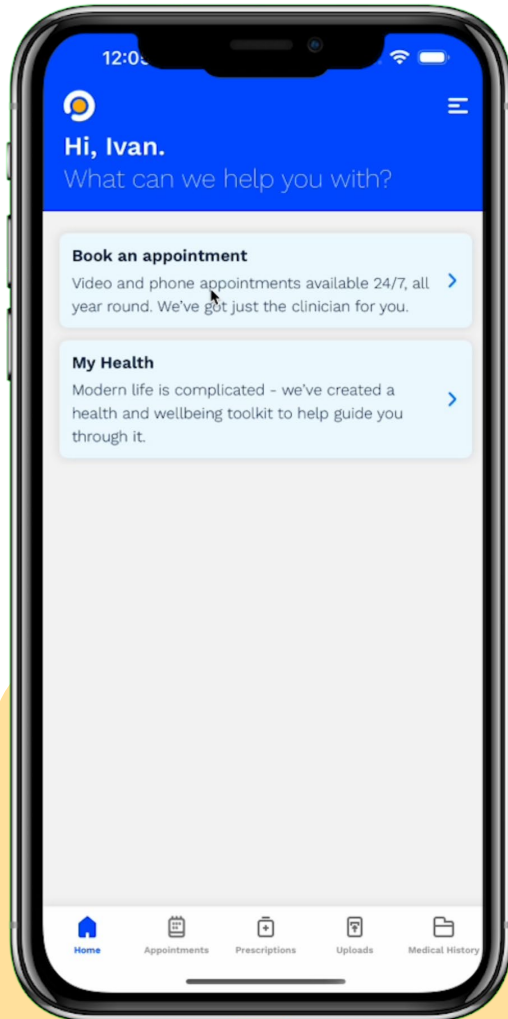 Hi, Ivan.
What can we help you with?
Book an appointment
Video and phone appointments available 24/7, all
year round. We've got just the clinician for you.
My Health
Modern life is complicated - we've created a
health and wellbeing toolkit to help guide you
through it.
Home Appointments Prescriptions Uploads Medical History